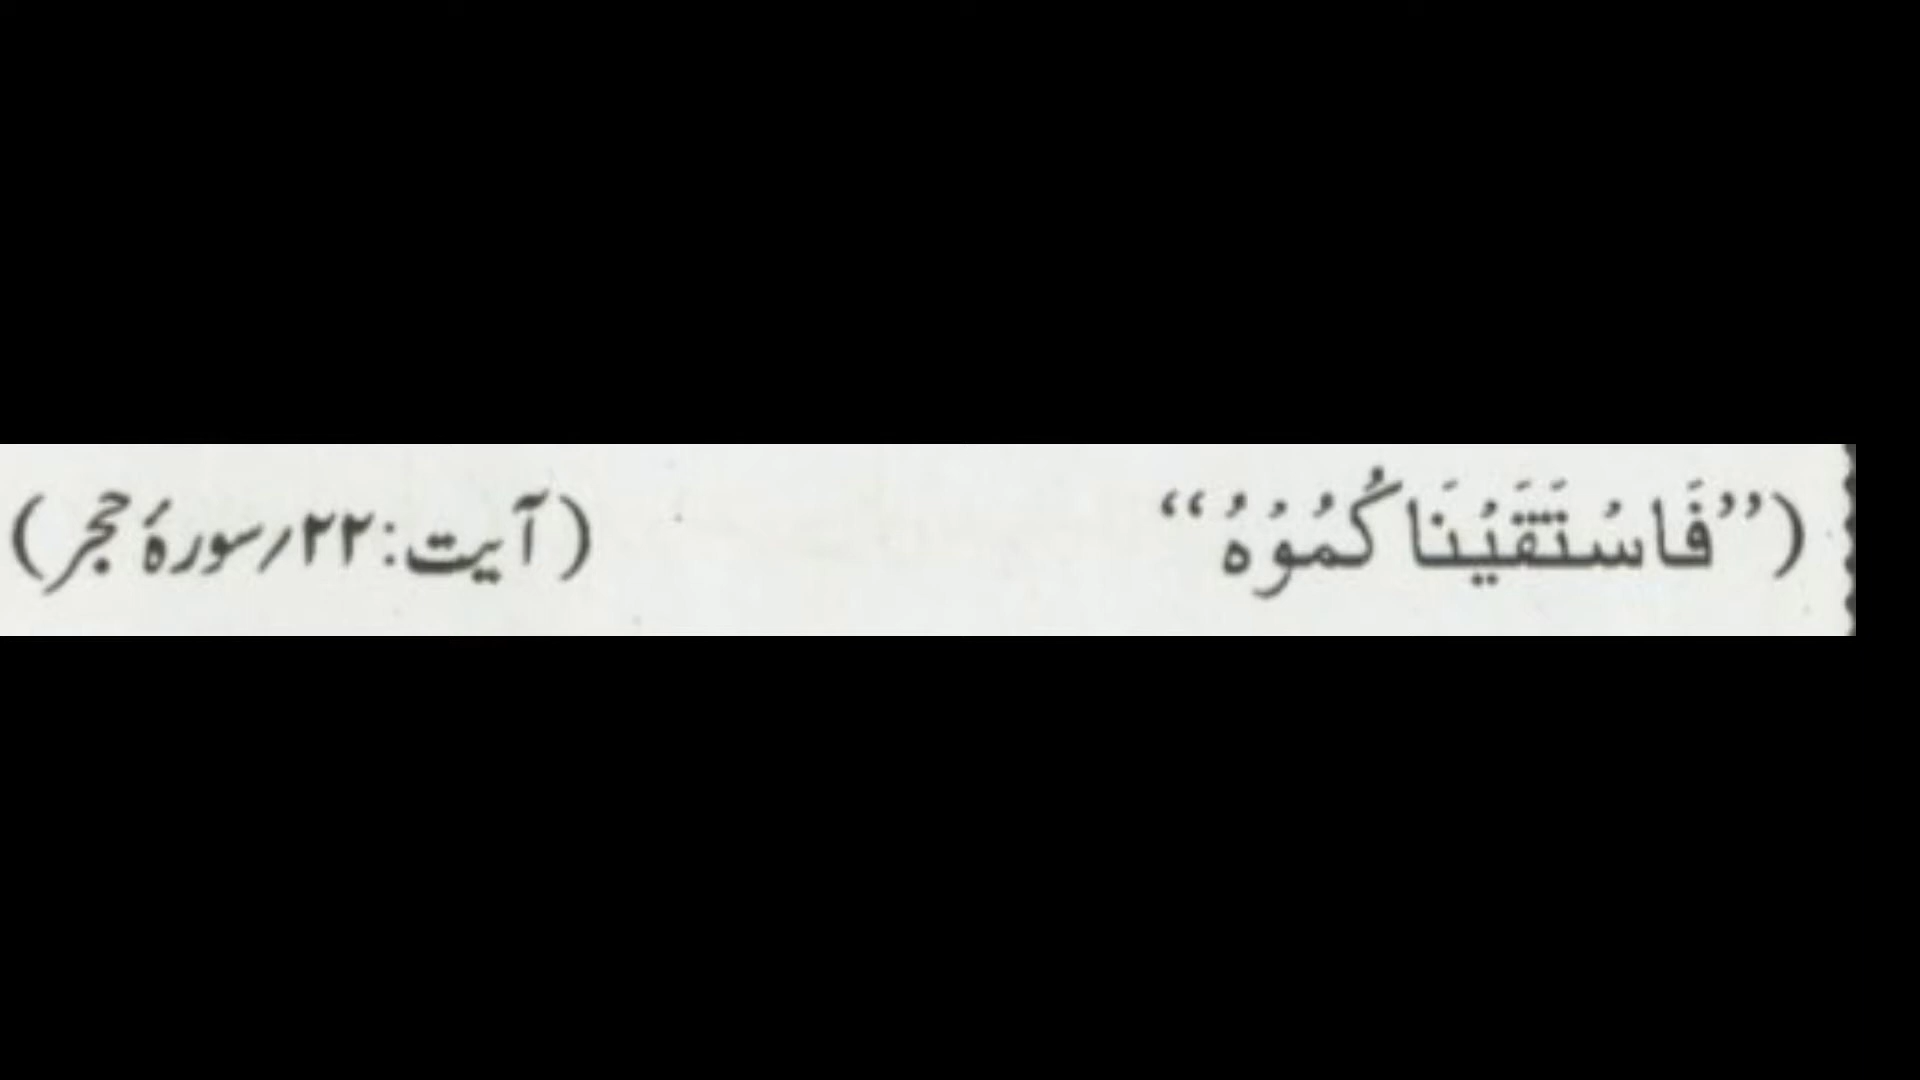 (’’فَاسْتَقَيْنَاكُمُوْهُ‘‘ (آیت:۲۲/سورۂ حجر)